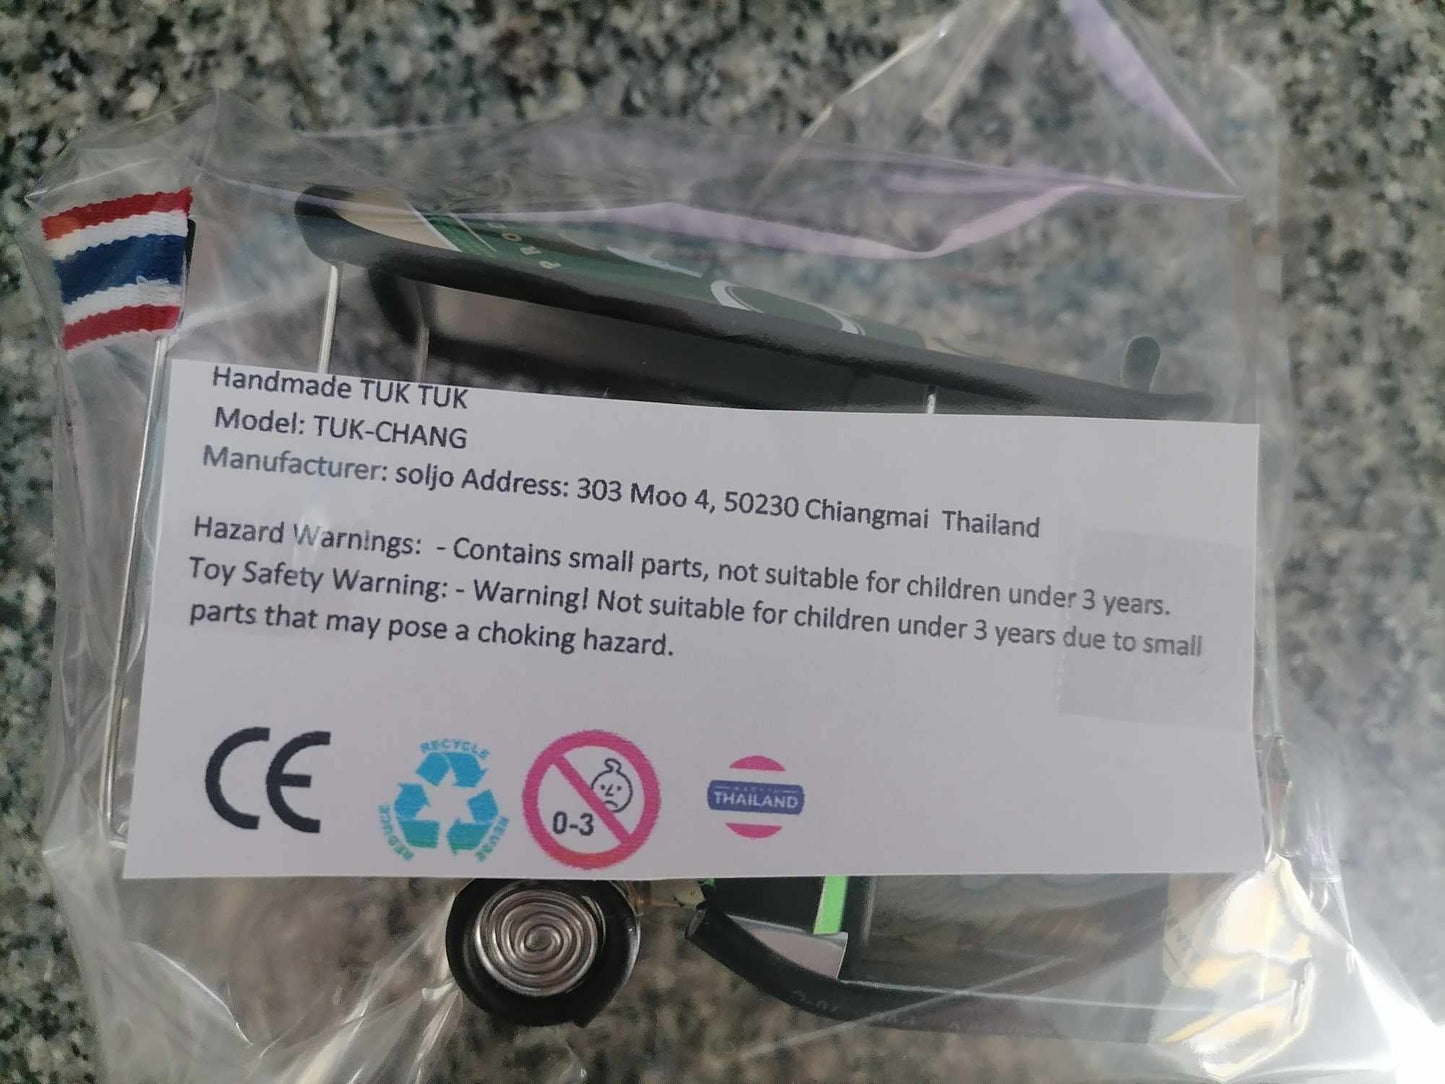 PRO
Handmade TUK TUK
Model: TUK-CHANG
Manufacturer: soljo Address: 303 Moo 4, 50230 Chiangmai Thailand
Hazard Warnings: - Contains small parts, not suitable for children under 3 years.
Toy Safety Warning: - Warning! Not suitable for children under 3 years due to small
parts that may pose a choking hazard.
CE
RECYCLE
REDUCE
REUSE
0-3
THAILAND